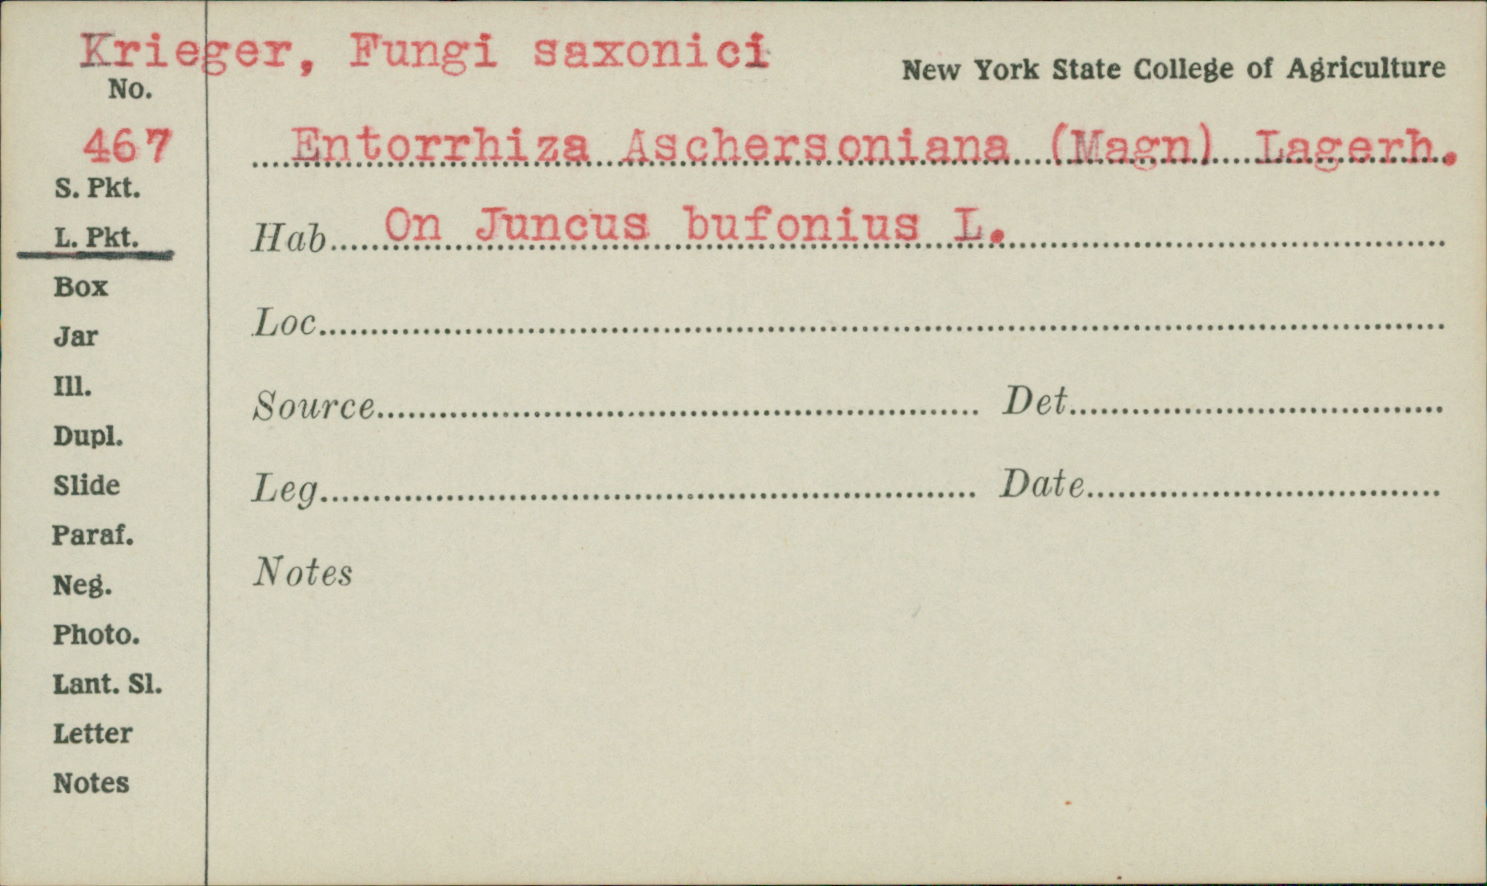 Krieger, Fungi saxonici
New York State College of Agriculture
No.
467
Entorrhiza Aschersoniana (Magn) Lagerh.
S. Pkt.
L. Pkt.
Hab. On Juncus bufonius L.
Box
Loc.
Jar
Ill.
Source Det.
Dupl.
Slide
Leg. Date
Paraf.
Notes
Neg.
Photo.
Lant. Sl.
Letter
Notes